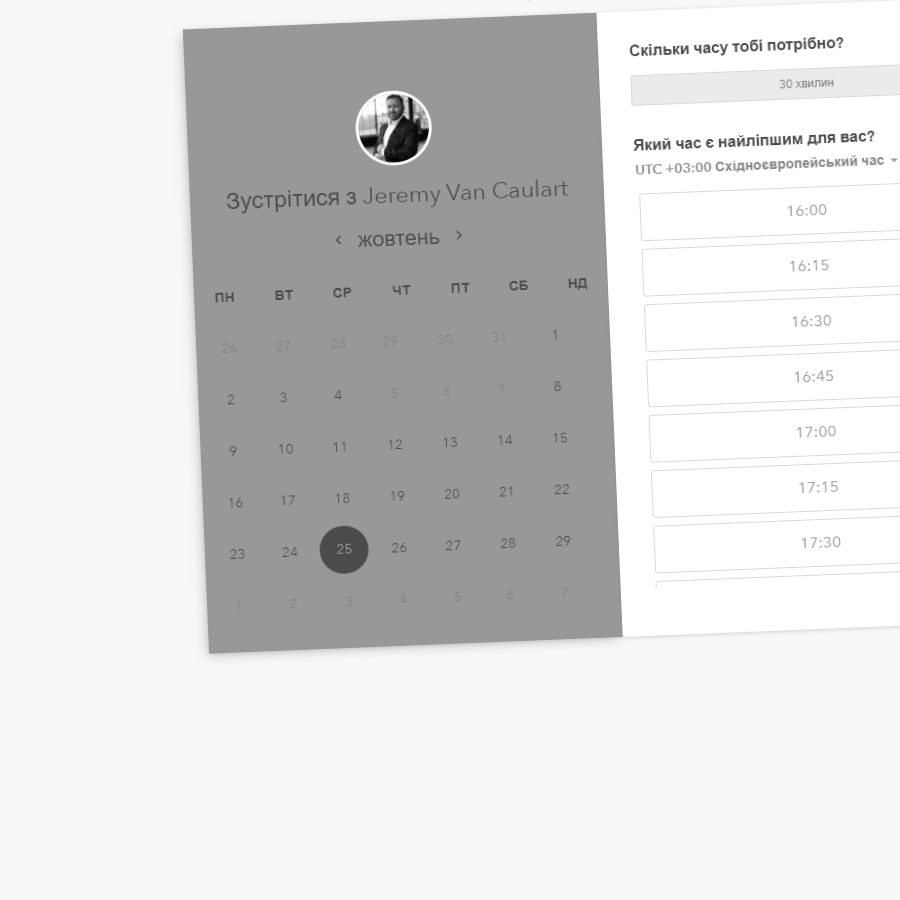 Зустрітися з Jeremy Van Caulart
‹ жовтень ›
ПН ВТ СР ЧТ ПТ СБ НД
26 27 28 29 30 31 1
2 3 4 5 6 7 8
9 10 11 12 13 14 15
16 17 18 19 20 21 22
23 24 25 26 27 28 29
1 2 3 4 5 6 7
Скільки часу тобі потрібно?
30 хвилин
Який час є найліпшим для вас?
UTC +03:00 Східноєвропейський час
16:00
16:15
16:30
16:45
17:00
17:15
17:30